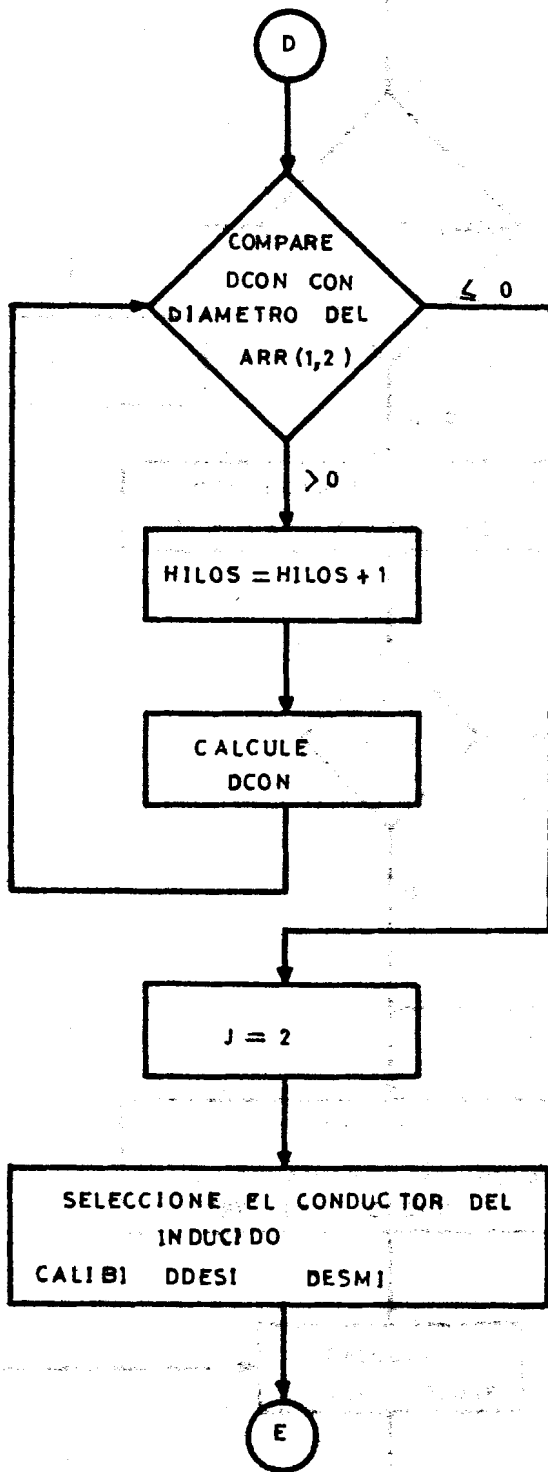 D
COMPARE
DCON CON
DIAMETRO DEL
ARR (1,2)
≤ 0
>0
HILOS = HILOS + 1
CALCULE
DCON
J = 2
SELECCIONE EL CONDUCTOR DEL
INDUCIDO
CALIBI DDESI DESMI
E